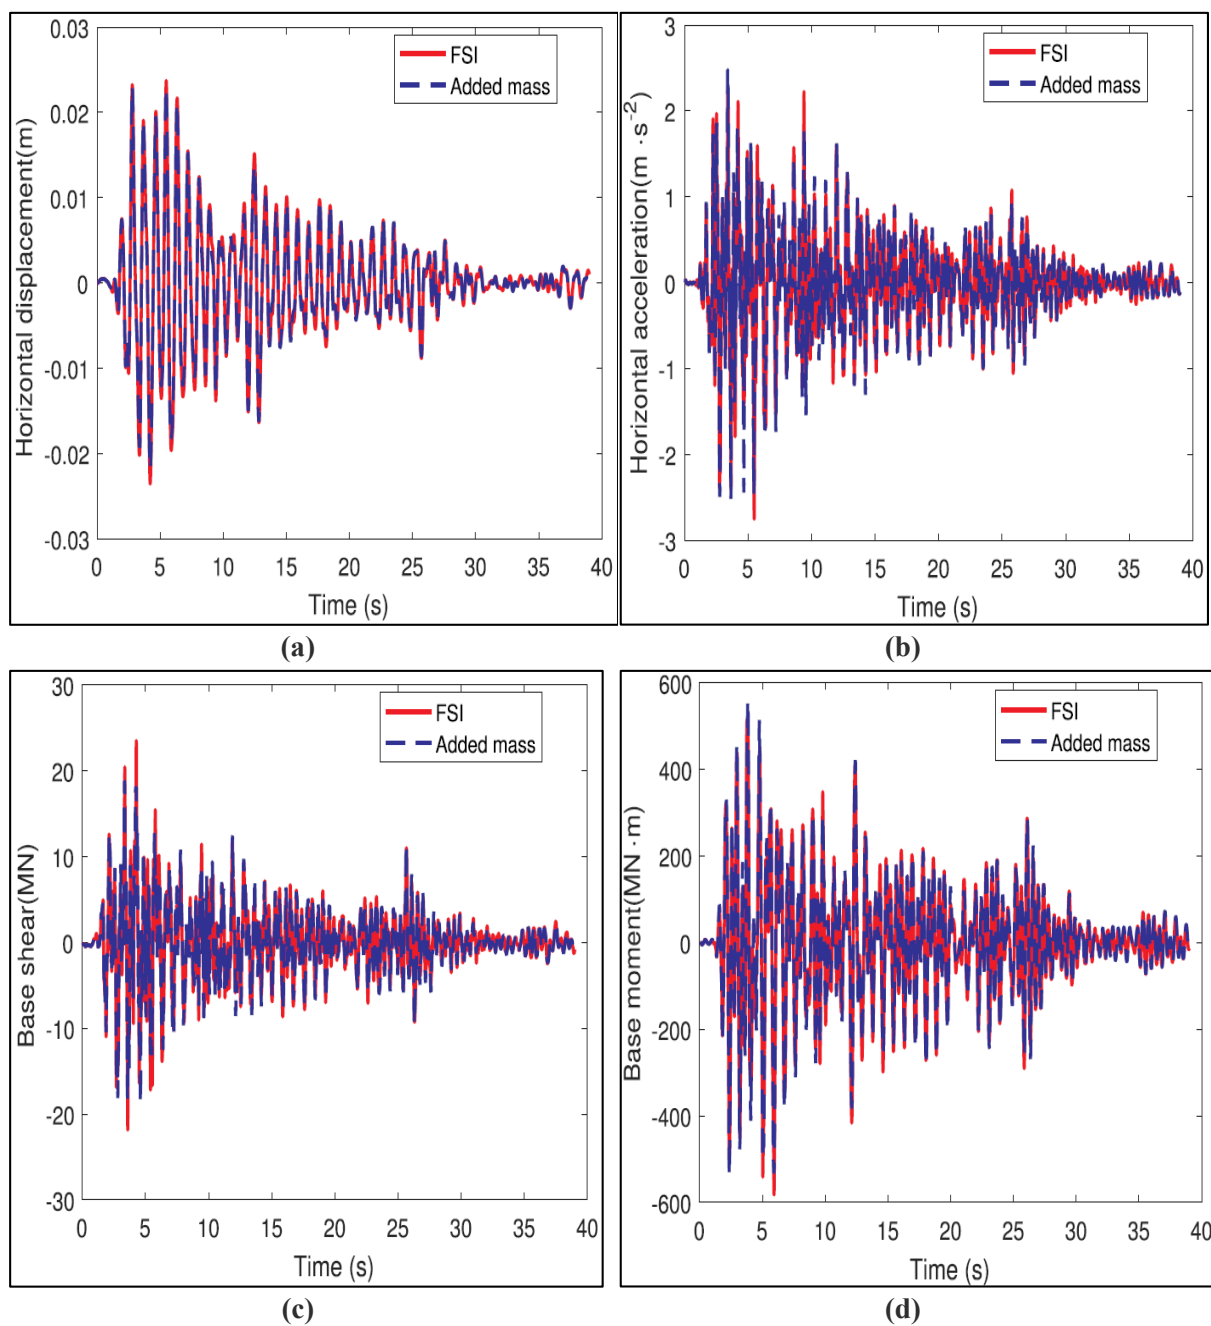 0.03
0.02
0.01
0
-0.01
-0.02
-0.03
Horizontal displacement(m)
FSI
Added mass
0 5 10 15 20 25 30 35 40
Time (s)
(a)
3
2
1
0
-1
-2
-3
Horizontal acceleration(m ·s⁻²)
FSI
Added mass
0 5 10 15 20 25 30 35 40
Time (s)
(b)
30
20
10
0
-10
-20
-30
Base shear(MN)
FSI
Added mass
0 5 10 15 20 25 30 35 40
Time (s)
(c)
600
400
200
0
-200
-400
-600
Base moment(MN ·m)
FSI
Added mass
0 5 10 15 20 25 30 35 40
Time (s)
(d)